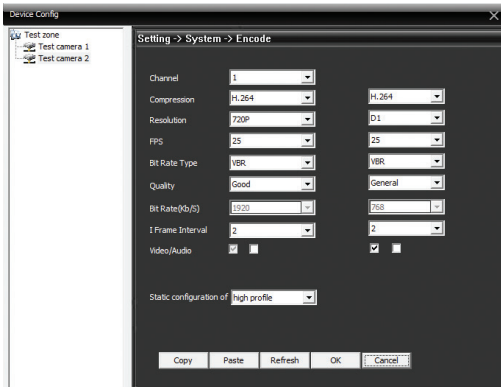 Device Config
Test zone
Test camera 1
Test camera 2
Setting -> System -> Encode
Channel 1
Compression H.264 H.264
Resolution 720P D1
FPS 25 25
Bit Rate Type VBR VBR
Quality Good General
Bit Rate(Kb/S) 1920 768
I Frame Interval 2 2
Video/Audio
Static configuration of high profile
Copy Paste Refresh OK Cancel